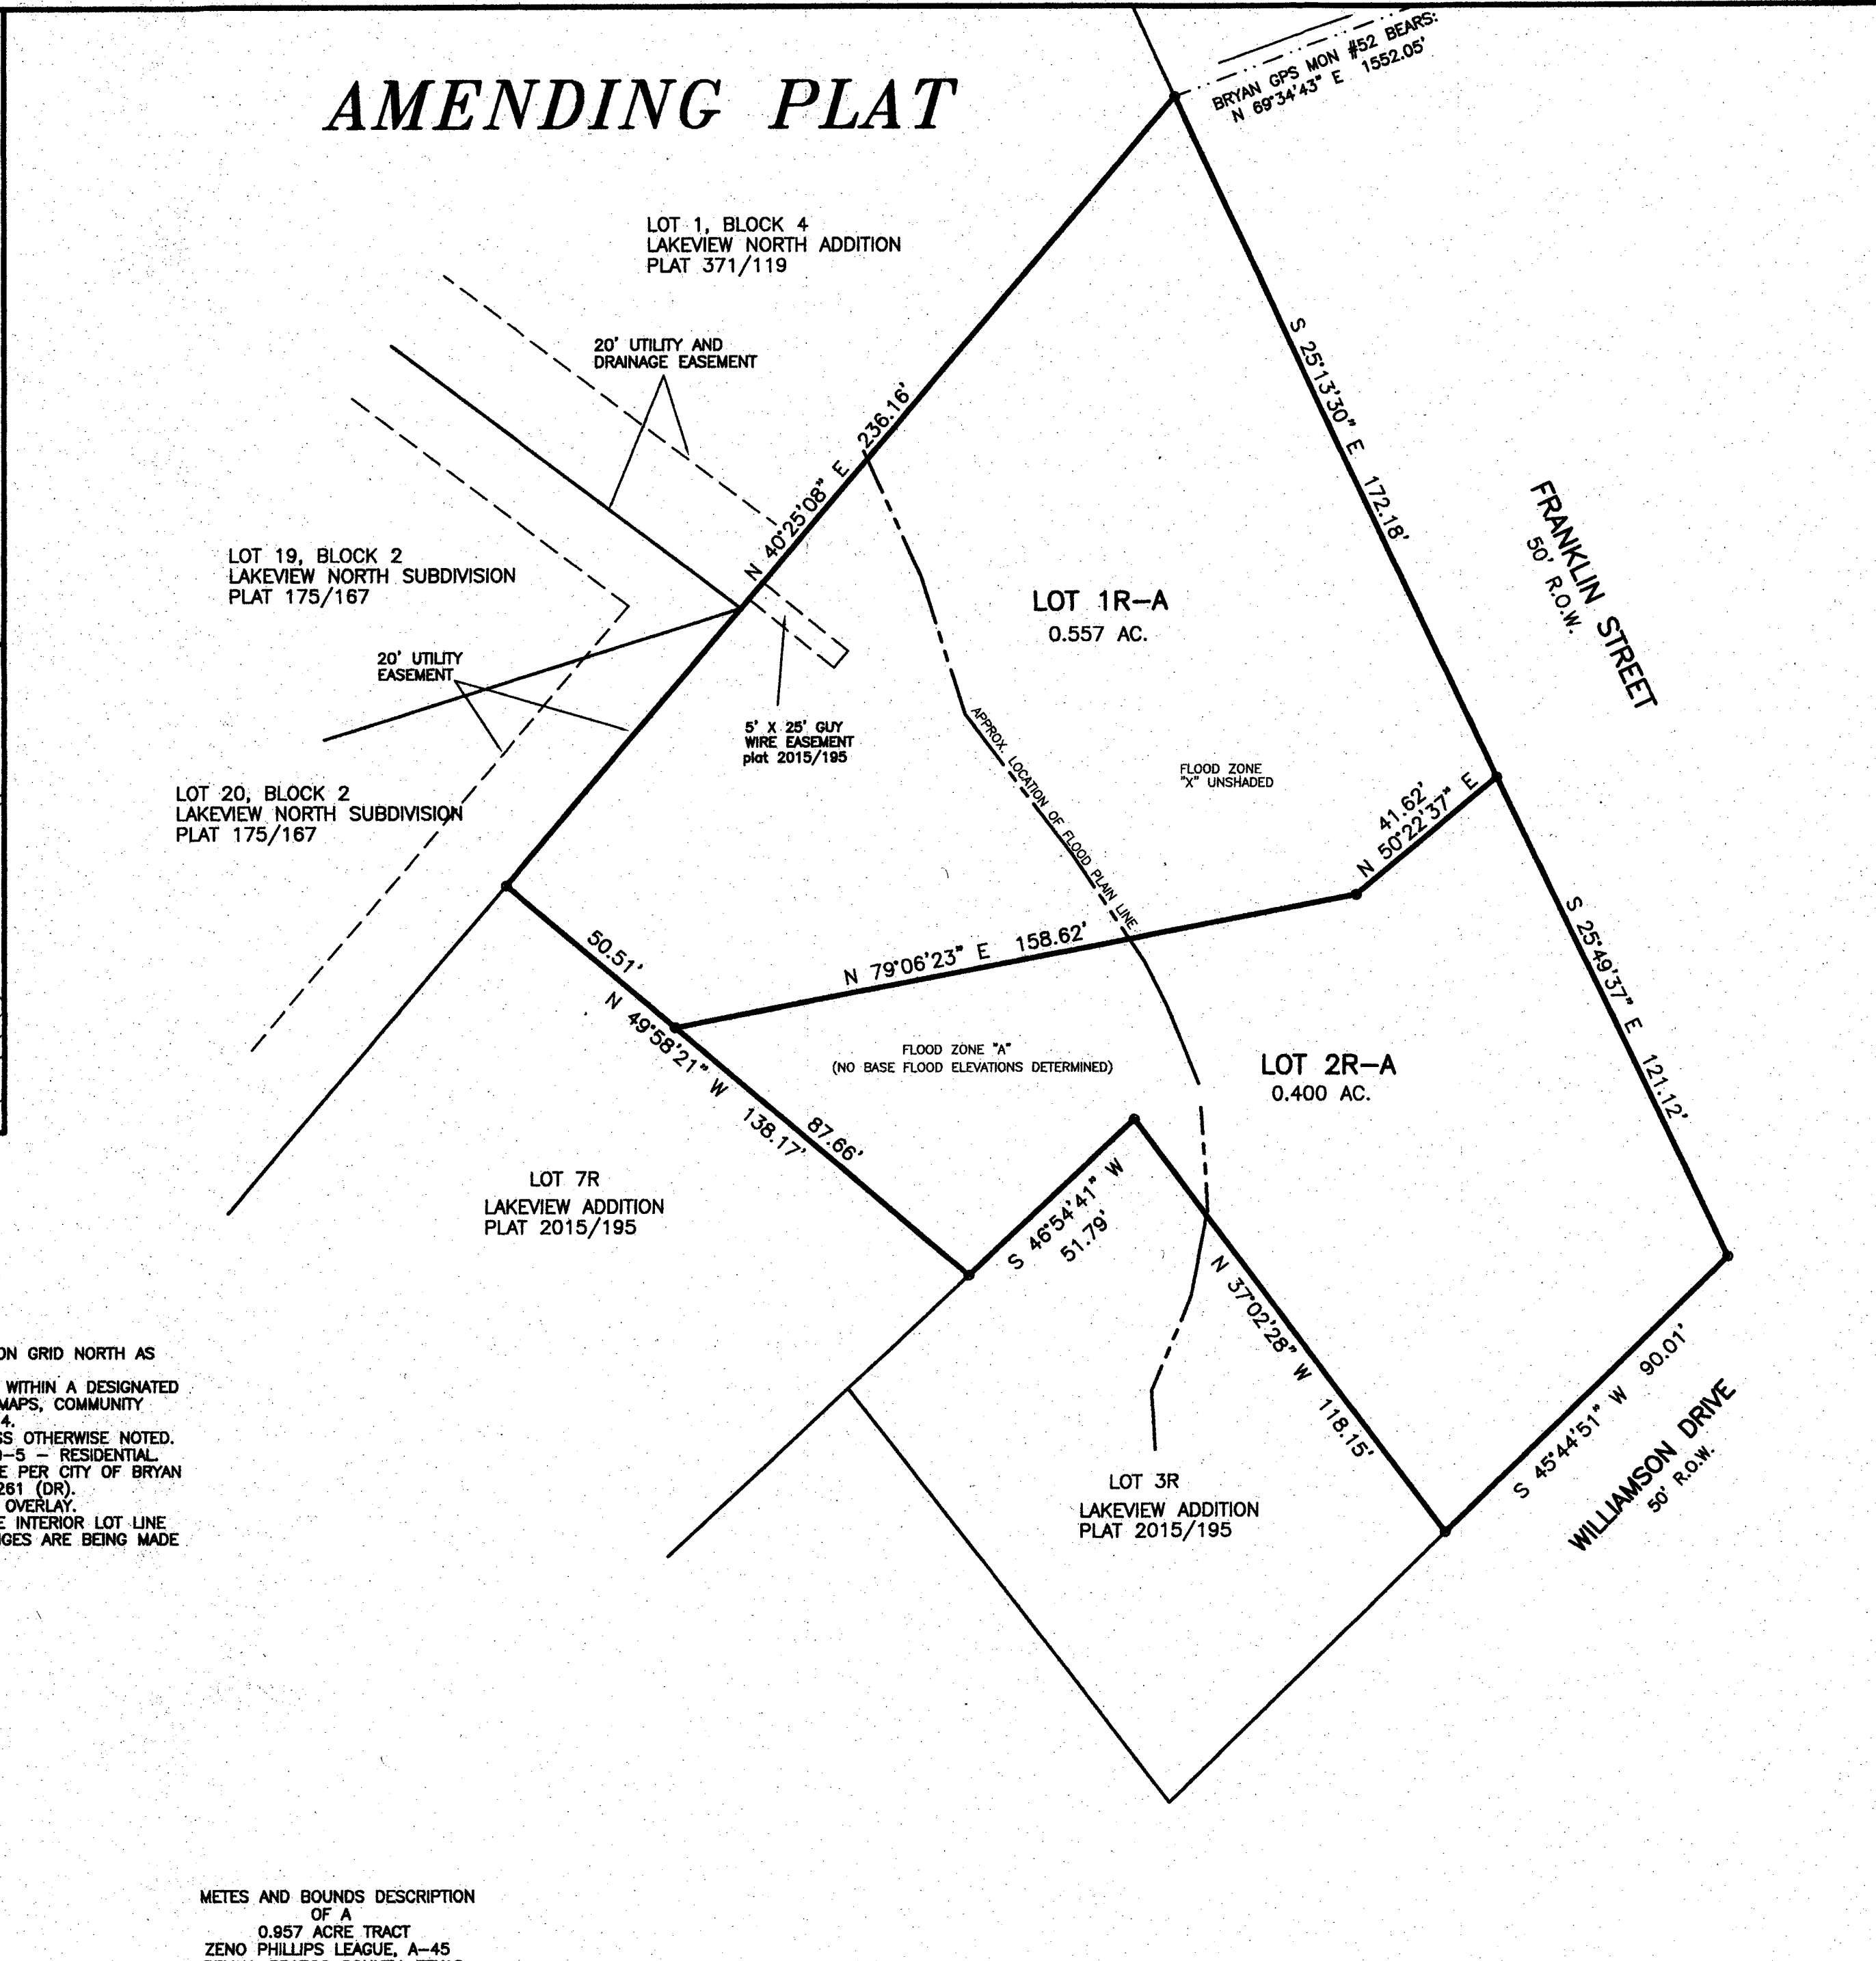 AMENDING PLAT
BRYAN GPS MON #52 BEARS:
N 69°34'43" E 1552.05'
LOT 1, BLOCK 4
LAKEVIEW NORTH ADDITION
PLAT 371/119
20' UTILITY AND
DRAINAGE EASEMENT
N 40°25'08" E 236.16'
S 25°13'30" E 172.18'
FRANKLIN STREET
50' R.O.W.
LOT 19, BLOCK 2
LAKEVIEW NORTH SUBDIVISION
PLAT 175/167
LOT 1R-A
0.557 AC.
20' UTILITY
EASEMENT
5' X 25' GUY
WIRE EASEMENT
plat 2015/195
APPROX. LOCATION OF FLOOD PLAIN LINE
FLOOD ZONE
"X" UNSHADED
LOT 20, BLOCK 2
LAKEVIEW NORTH SUBDIVISION
PLAT 175/167
41.62'
N 50°22'37" E
50.51'
N 79°06'23" E 158.62'
S 25°49'37" E 121.12'
N 49°58'21" W 138.17'
87.66'
FLOOD ZONE "A"
(NO BASE FLOOD ELEVATIONS DETERMINED)
LOT 2R-A
0.400 AC.
LOT 7R
LAKEVIEW ADDITION
PLAT 2015/195
S 46°54'41" W
51.79'
N 37°02'28" W 118.15'
S 45°44'51" W 90.01'
WILLIAMSON DRIVE
50' R.O.W.
LOT 3R
LAKEVIEW ADDITION
PLAT 2015/195
ON GRID NORTH AS
WITHIN A DESIGNATED
MAPS, COMMUNITY
4.
SS OTHERWISE NOTED.
D-5 - RESIDENTIAL.
E PER CITY OF BRYAN
261 (DR).
OVERLAY.
E INTERIOR LOT LINE
NGES ARE BEING MADE
METES AND BOUNDS DESCRIPTION
OF A
0.957 ACRE TRACT
ZENO PHILLIPS LEAGUE, A-45